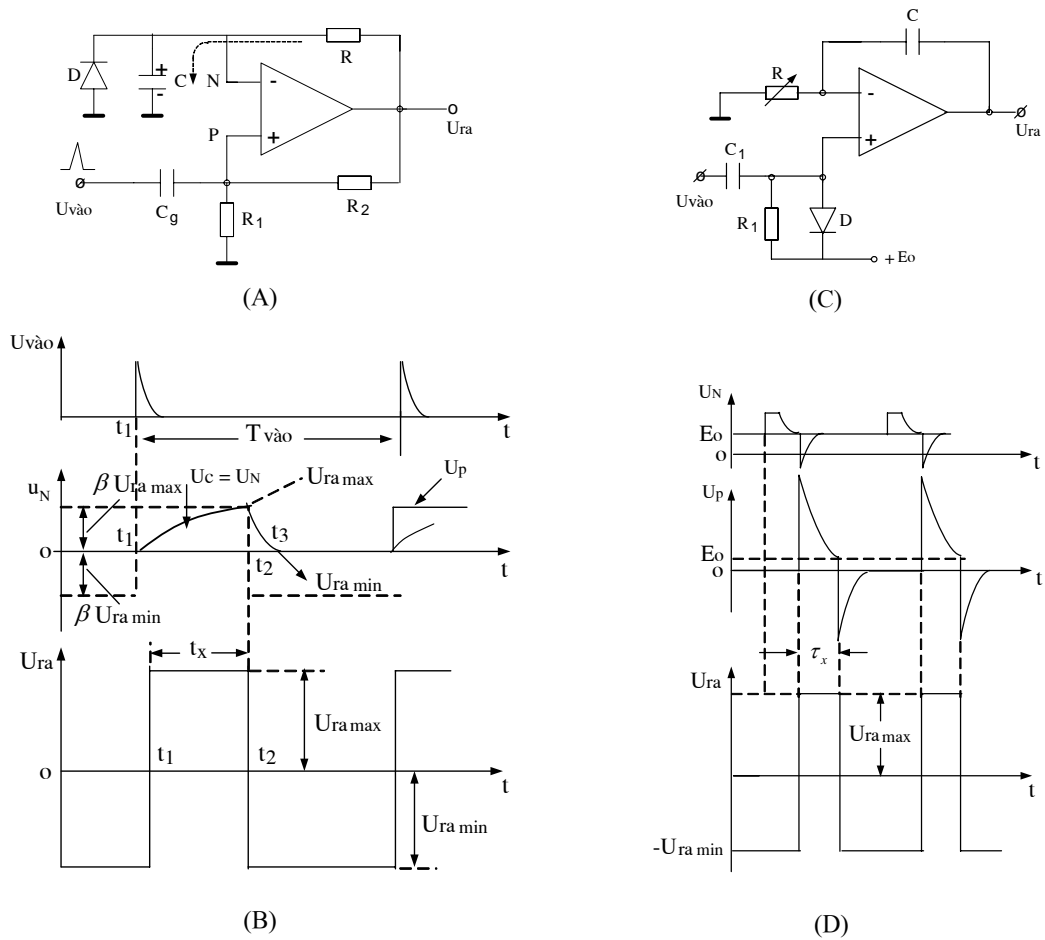 D
+
-
C
N
-
R
P
+
Ura
Uvào
Cg
R1
R2
(A)
C
R
-
+
Ura
C1
Uvào
R1
D
+ Eo
(C)
Uvào
t1
T vào
t
uN
β Ura max
Uc = UN
Ura max
Up
t1
t3
o
t2
t
Ura min
β Ura min
Ura
tx
Ura max
t1
t2
o
t
Ura min
(B)
UN
Eo
o
t
Up
Eo
o
t
τx
Ura
Ura max
t
-Ura min
(D)